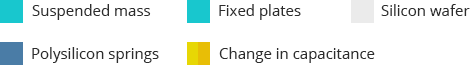 Suspended mass Fixed plates Silicon wafer
Polysilicon springs Change in capacitance